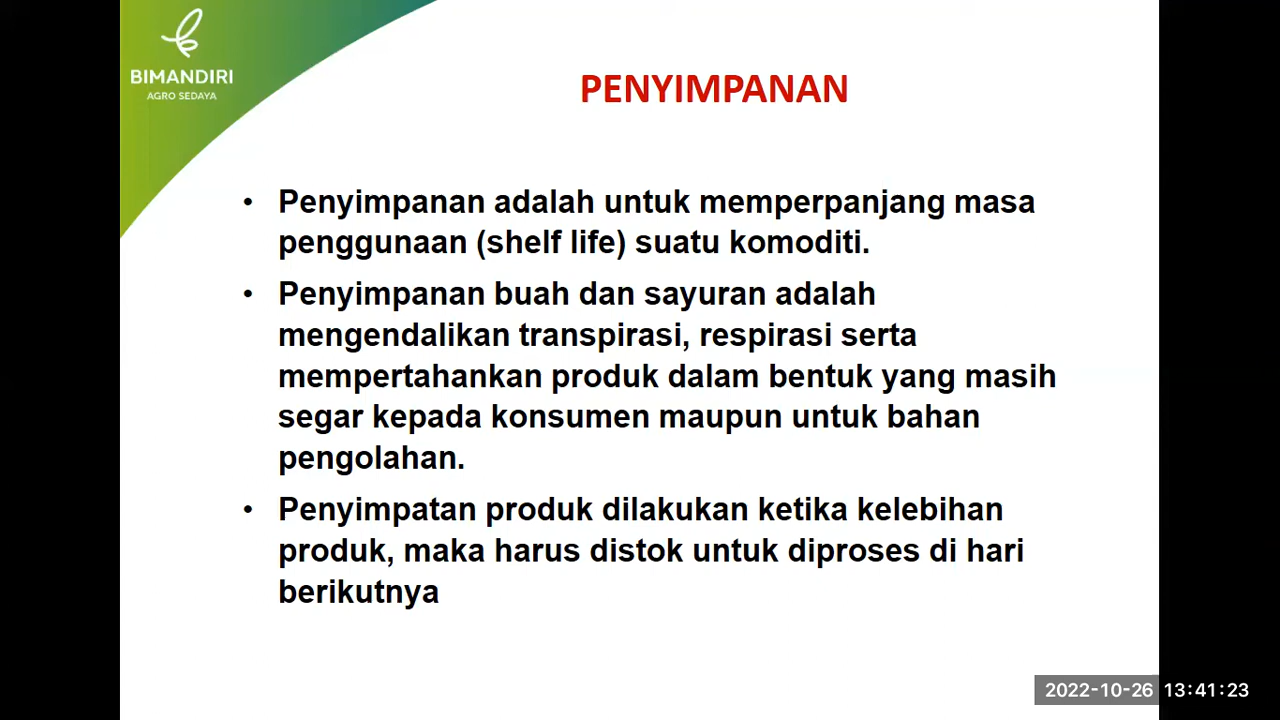 BIMANDIRI
AGRO SEDAYA
PENYIMPANAN
• Penyimpanan adalah untuk memperpanjang masa
penggunaan (shelf life) suatu komoditi.
• Penyimpanan buah dan sayuran adalah
mengendalikan transpirasi, respirasi serta
mempertahankan produk dalam bentuk yang masih
segar kepada konsumen maupun untuk bahan
pengolahan.
• Penyimpatan produk dilakukan ketika kelebihan
produk, maka harus distok untuk diproses di hari
berikutnya
2022-10-26 13:41:23